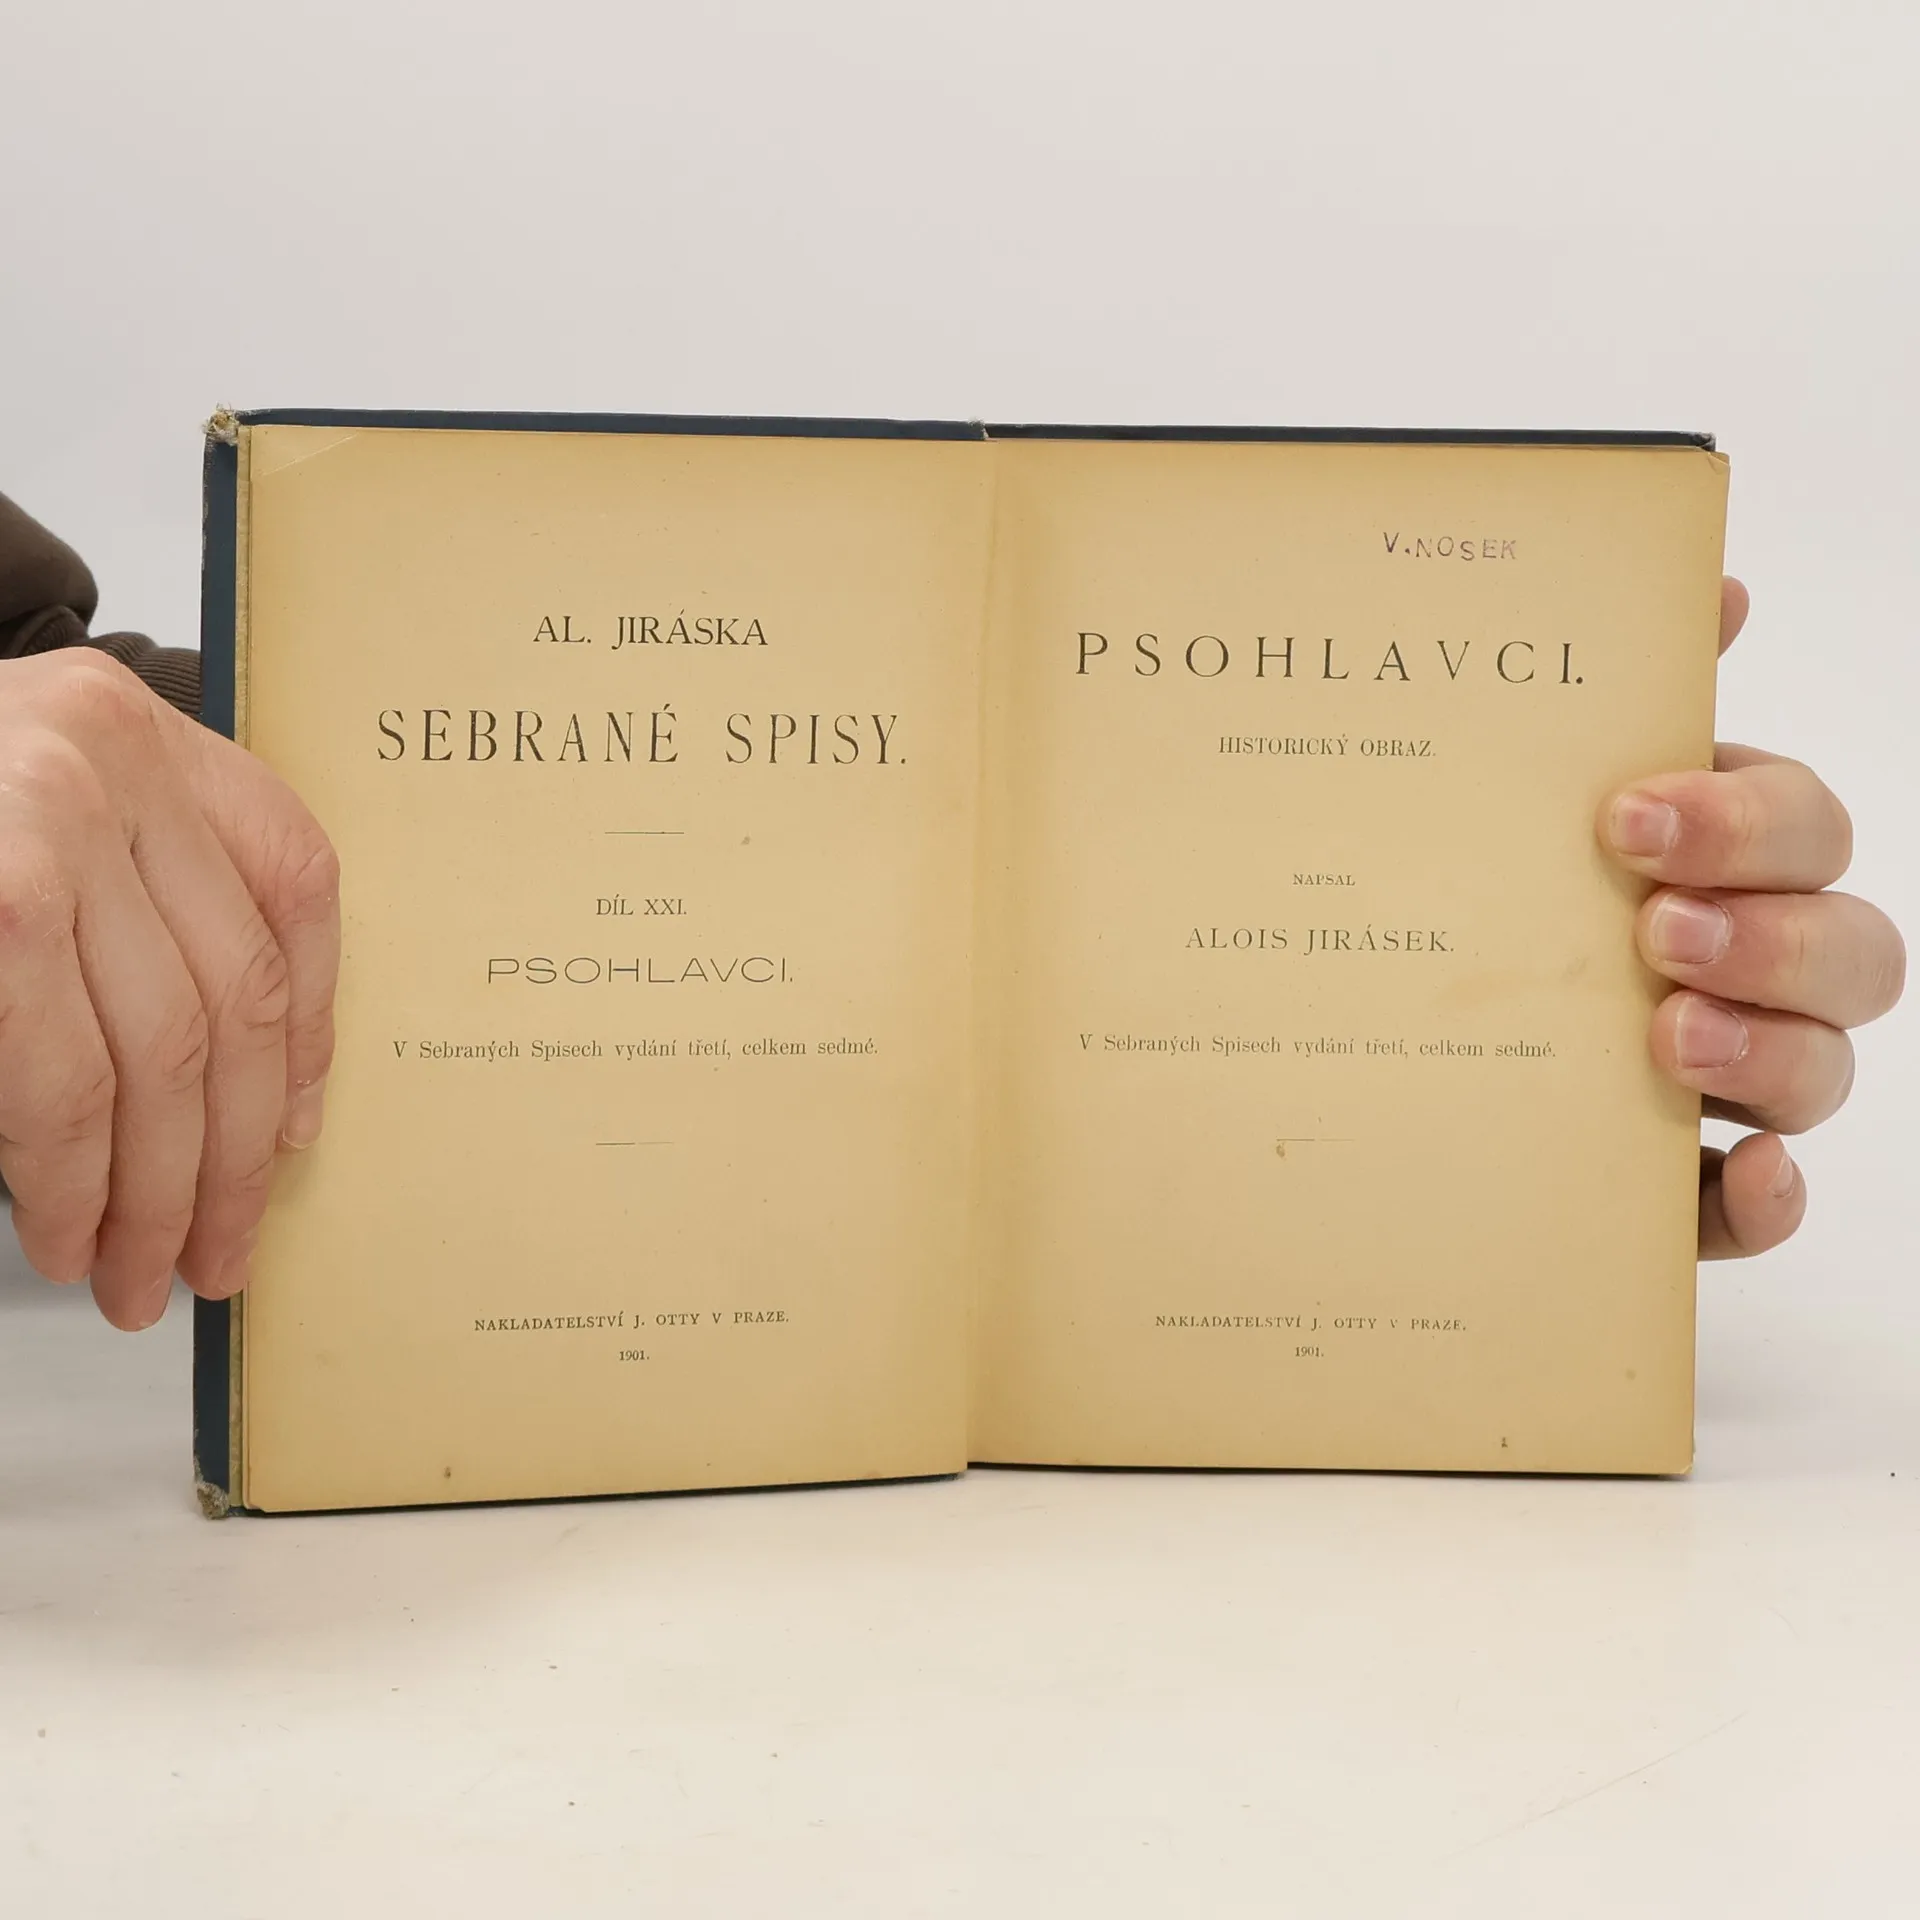 AL. JIRÁSKA
SEBRANÉ SPISY.
DÍL XXI.
PSOHLAVCI.
V Sebraných Spisech vydání třetí, celkem sedmé.
NAKLADATELSTVÍ J. OTTY V PRAZE.
1901.
V. NOSEK
PSOHLAVCI.
HISTORICKÝ OBRAZ.
NAPSAL
ALOIS JIRÁSEK.
V Sebraných Spisech vydání třetí, celkem sedmé.
NAKLADATELSTVÍ J. OTTY V PRAZE.
1901.